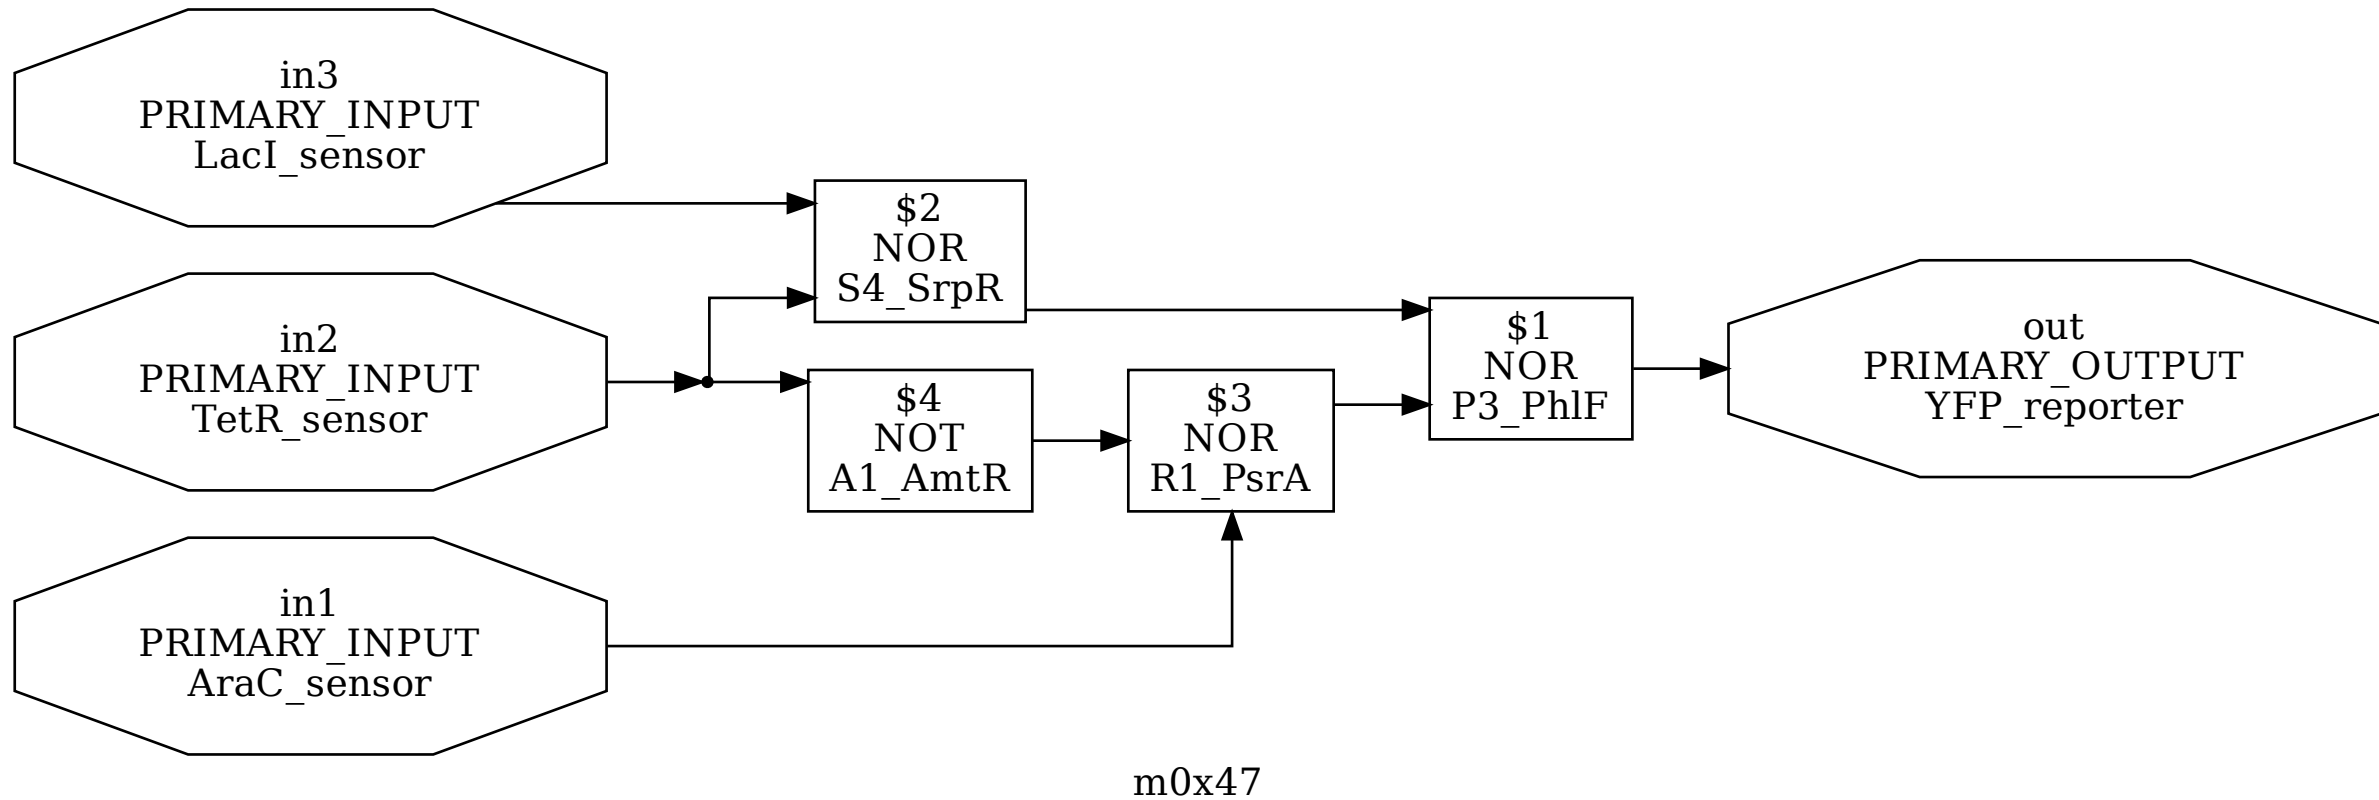 in3
PRIMARY_INPUT
LacI_sensor
in2
PRIMARY_INPUT
TetR_sensor
in1
PRIMARY_INPUT
AraC_sensor
$2
NOR
S4_SrpR
$4
NOT
A1_AmtR
$3
NOR
R1_PsrA
$1
NOR
P3_PhlF
out
PRIMARY_OUTPUT
YFP_reporter
m0x47